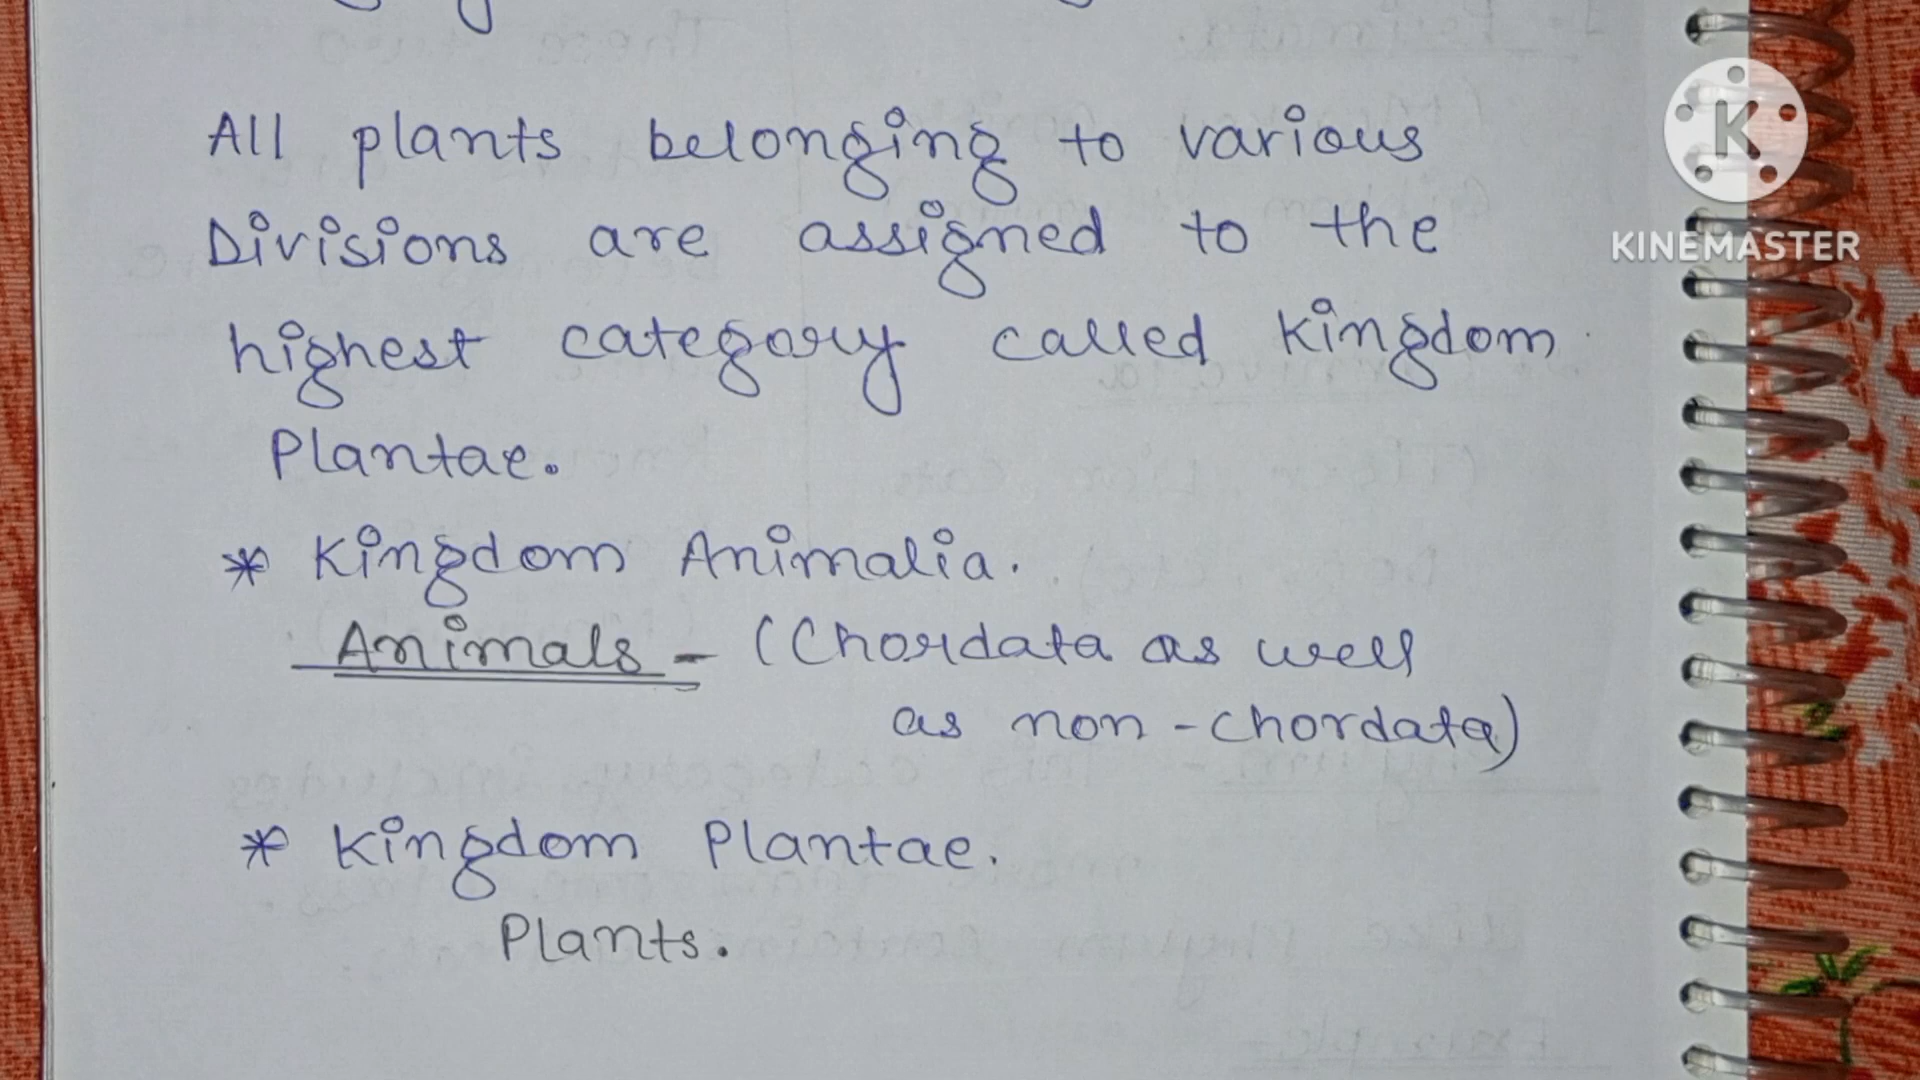 All plants belonging to various
Divisions are assigned to the
highest category called Kingdom
Plantae.
* Kingdom Animalia.
Animals - (Chordata as well
as non-chordata)
* Kingdom Plantae.
Plants.
K
KINEMASTER